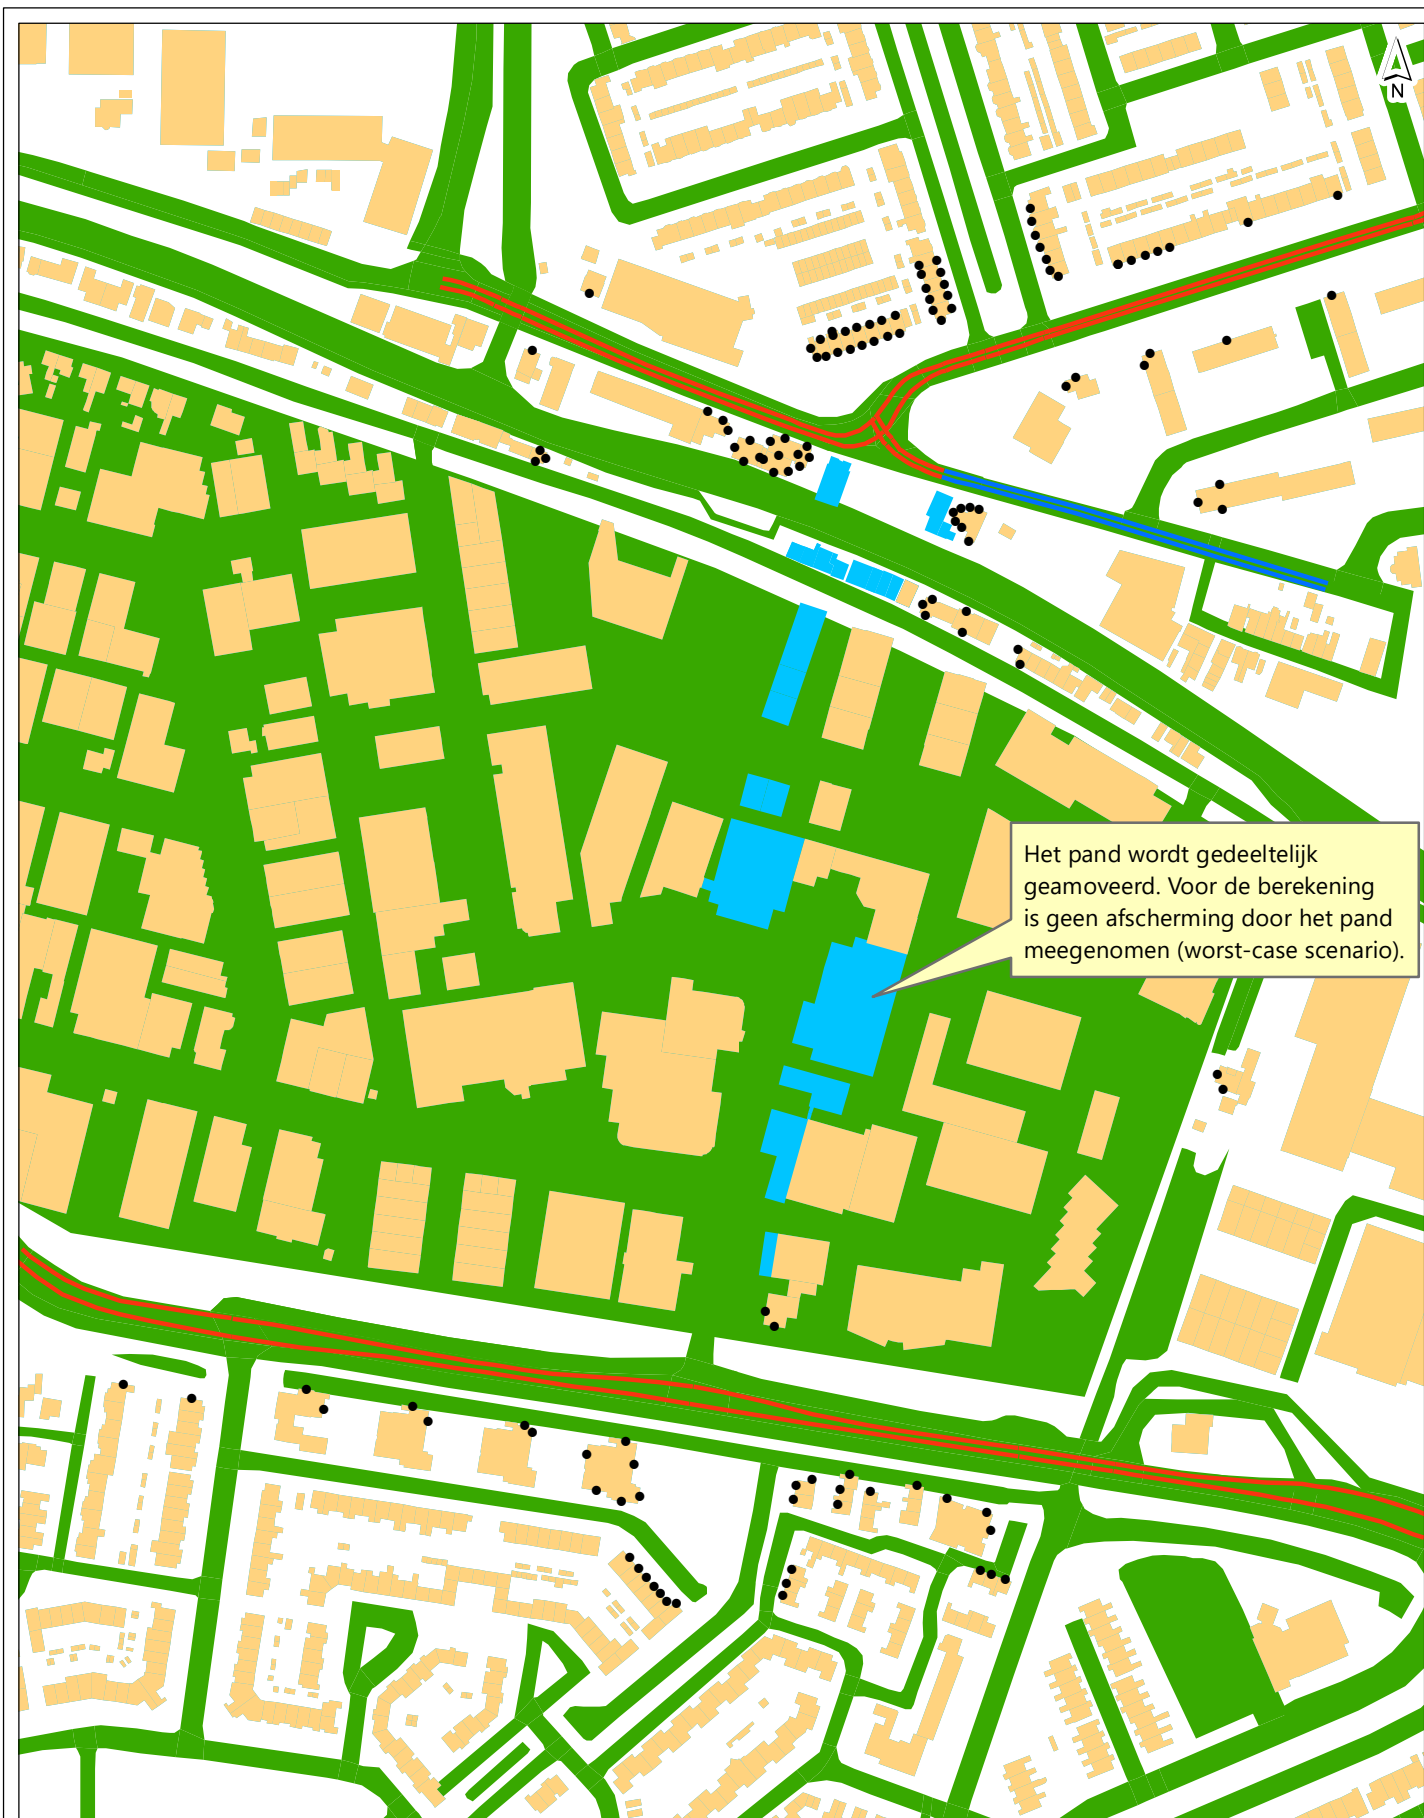 N
Het pand wordt gedeeltelijk
geamoveerd. Voor de berekening
is geen afscherming door het pand
meegenomen (worst-case scenario).